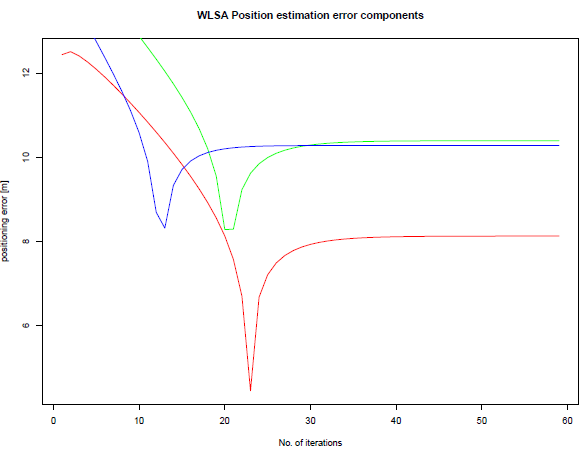 WLSA Position estimation error components
positioning error [m]
12
10
8
6
0 10 20 30 40 50 60
No. of iterations